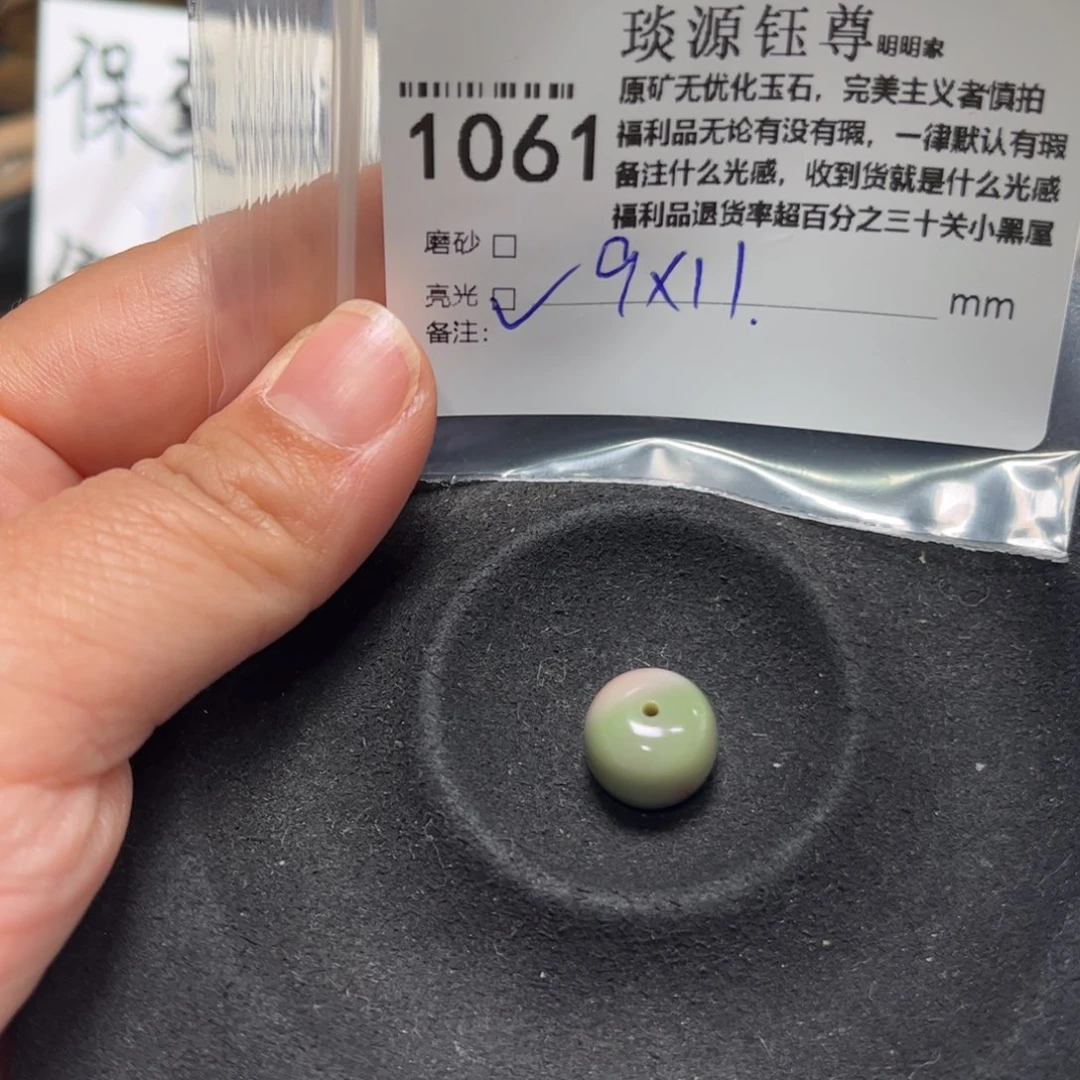 保
琰源钰尊明明家
原矿无优化玉石，完美主义者慎拍
1061
福利品无论有没有瑕，一律默认有瑕
备注什么光感，收到货就是什么光感
福利品退货率超百分之三十关小黑屋
磨砂 □
亮光 □ ✓ 9X11. mm
备注：